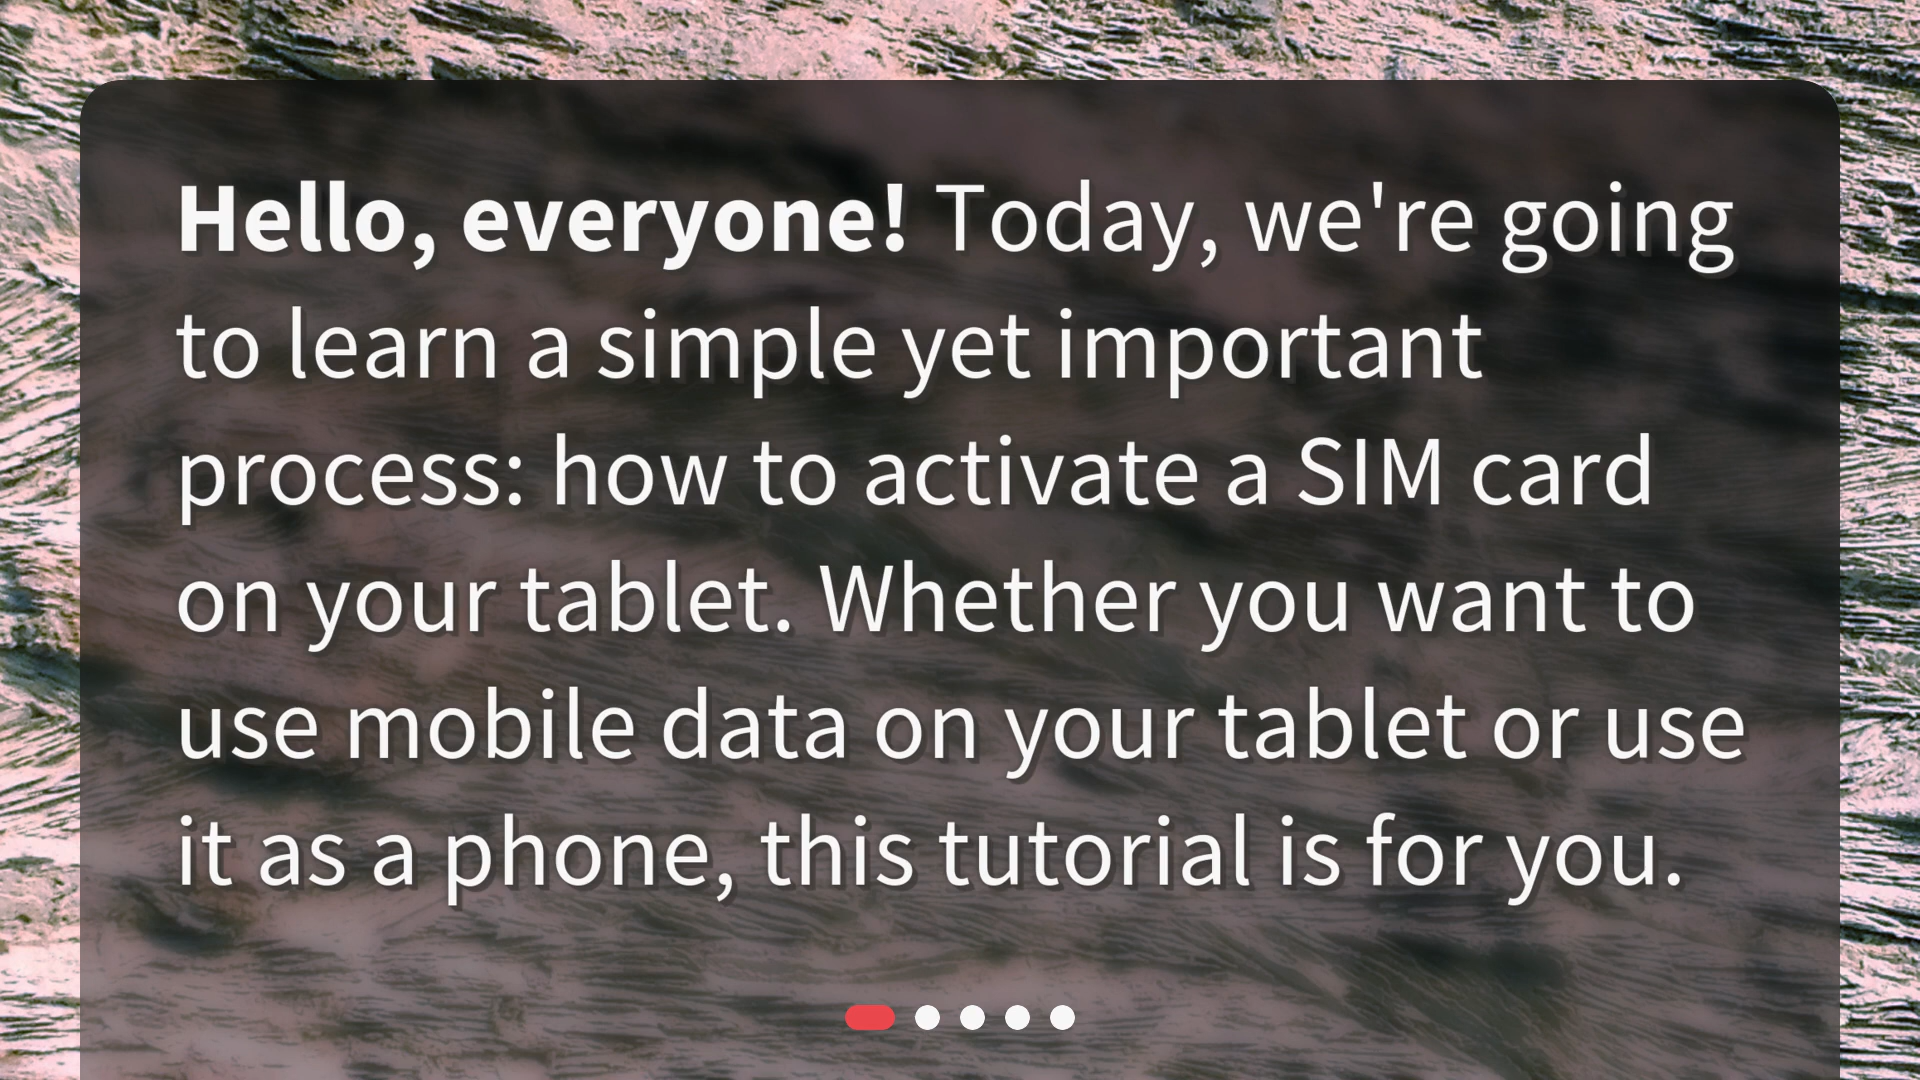 Hello, everyone! Today, we're going
to learn a simple yet important
process: how to activate a SIM card
on your tablet. Whether you want to
use mobile data on your tablet or use
it as a phone, this tutorial is for you.